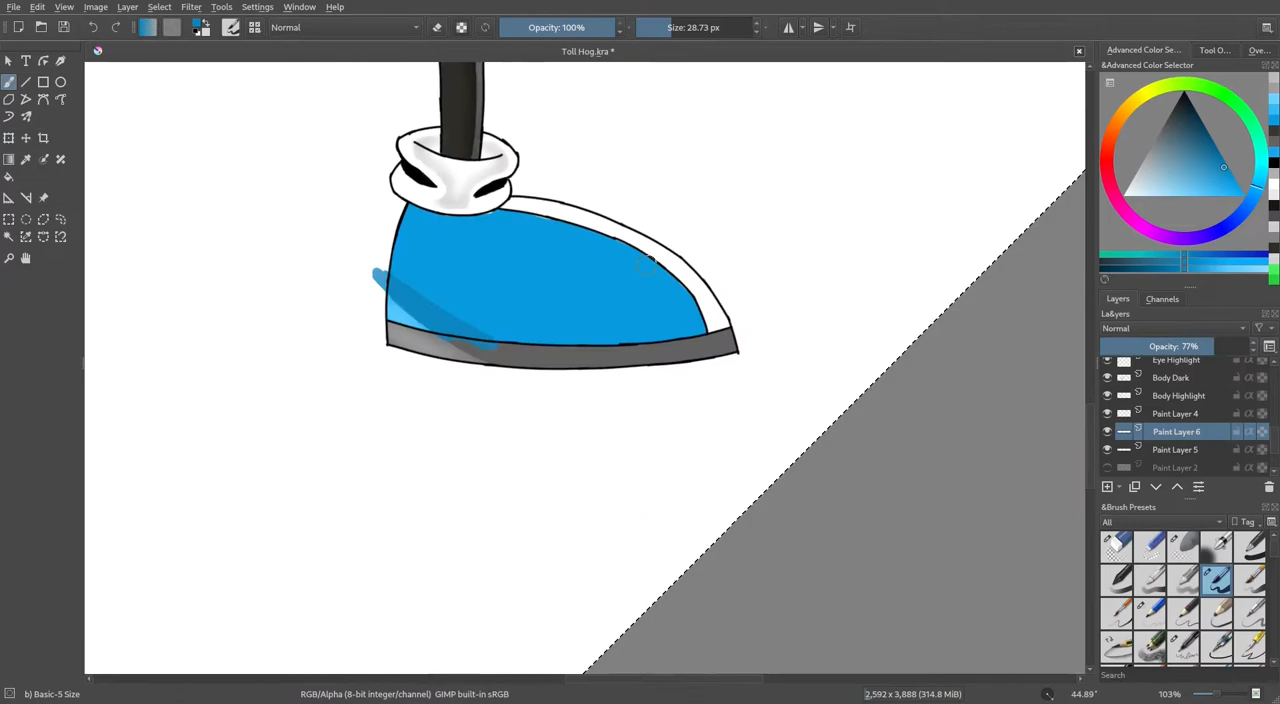 File Edit View Image Layer Select Filter Tools Settings Window Help
Normal Opacity: 100% Size: 28.73 px
Toll Hog.kra *
Advanced Color Se... Tool O... Ove...
&Advanced Color Selector
Layers Channels
La&yers
Normal
Opacity: 77%
Eye Highlight
Body Dark
Body Highlight
Paint Layer 4
Paint Layer 6
Paint Layer 5
Paint Layer 2
&Brush Presets
All Tag
Search
b) Basic-5 Size RGB/Alpha (8-bit integer/channel) GIMP built-in sRGB 2,592 x 3,888 (314.8 MiB) 44.89° 103%